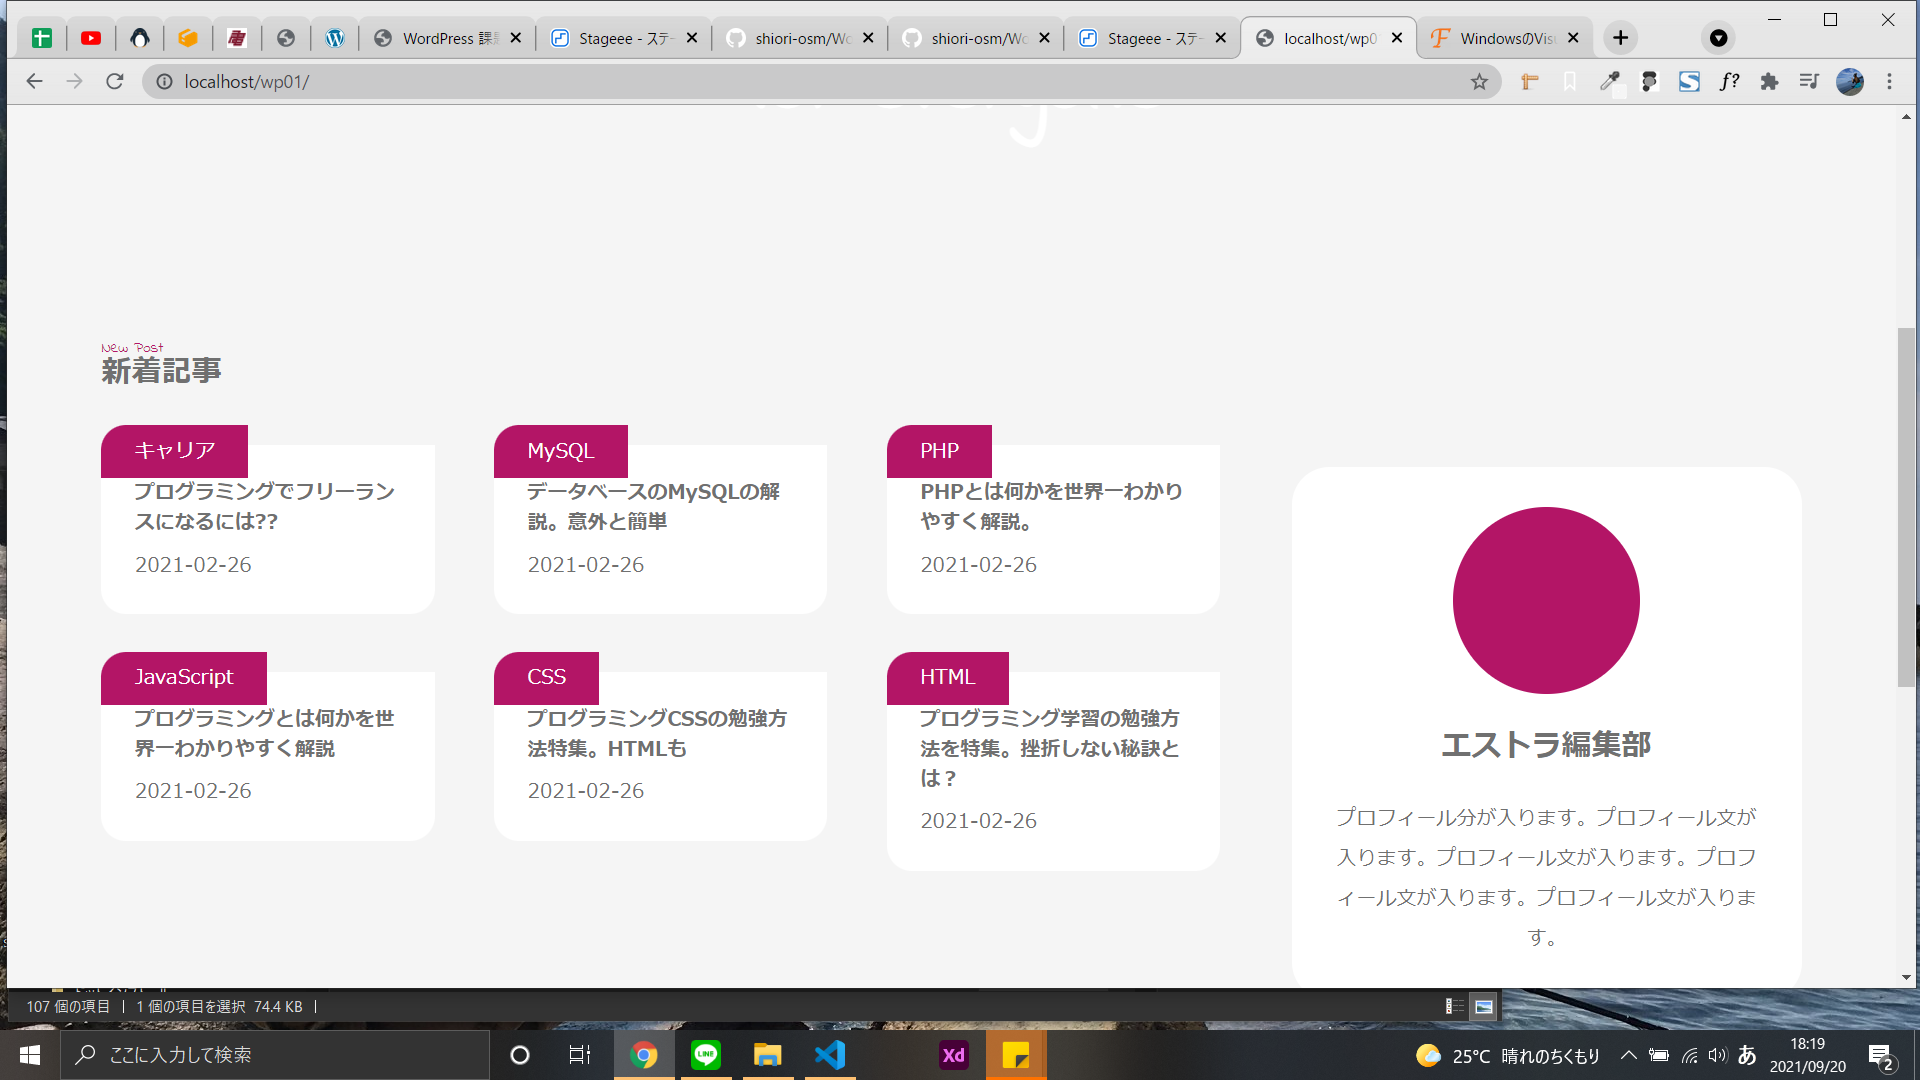 WordPress 課
Stageee - ステ
shiori-osm/Wo
shiori-osm/Wo
Stageee - ステ
localhost/wp0
WindowsのVis
localhost/wp01/
New Post
新着記事
キャリア
プログラミングでフリーラン
スになるには??
2021-02-26
MySQL
データベースのMySQLの解
説。意外と簡単
2021-02-26
PHP
PHPとは何かを世界一わかり
やすく解説。
2021-02-26
JavaScript
プログラミングとは何かを世
界一わかりやすく解説
2021-02-26
CSS
プログラミングCSSの勉強方
法特集。HTMLも
2021-02-26
HTML
プログラミング学習の勉強方
法を特集。挫折しない秘訣と
は？
2021-02-26
エストラ編集部
プロフィール分が入ります。プロフィール文が
入ります。プロフィール文が入ります。プロフ
ィール文が入ります。プロフィール文が入りま
す。
107 個の項目 | 1 個の項目を選択 74.4 KB |
ここに入力して検索
LINE
Xd
25°C 晴れのちくもり
あ
18:19
2021/09/20
2